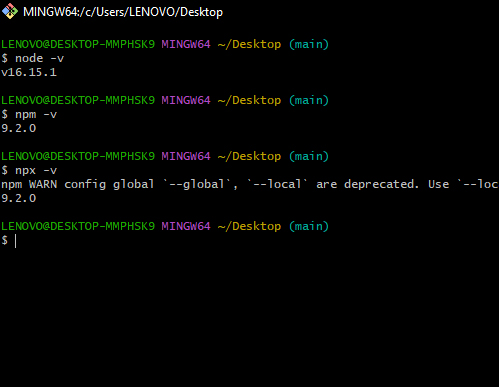 MINGW64:/c/Users/LENOVO/Desktop
LENOVO@DESKTOP-MMPHSK9 MINGW64 ~/Desktop (main)
$ node -v
v16.15.1
LENOVO@DESKTOP-MMPHSK9 MINGW64 ~/Desktop (main)
$ npm -v
9.2.0
LENOVO@DESKTOP-MMPHSK9 MINGW64 ~/Desktop (main)
$ npx -v
npm WARN config global `--global`, `--local` are deprecated. Use `--loc
9.2.0
LENOVO@DESKTOP-MMPHSK9 MINGW64 ~/Desktop (main)
$